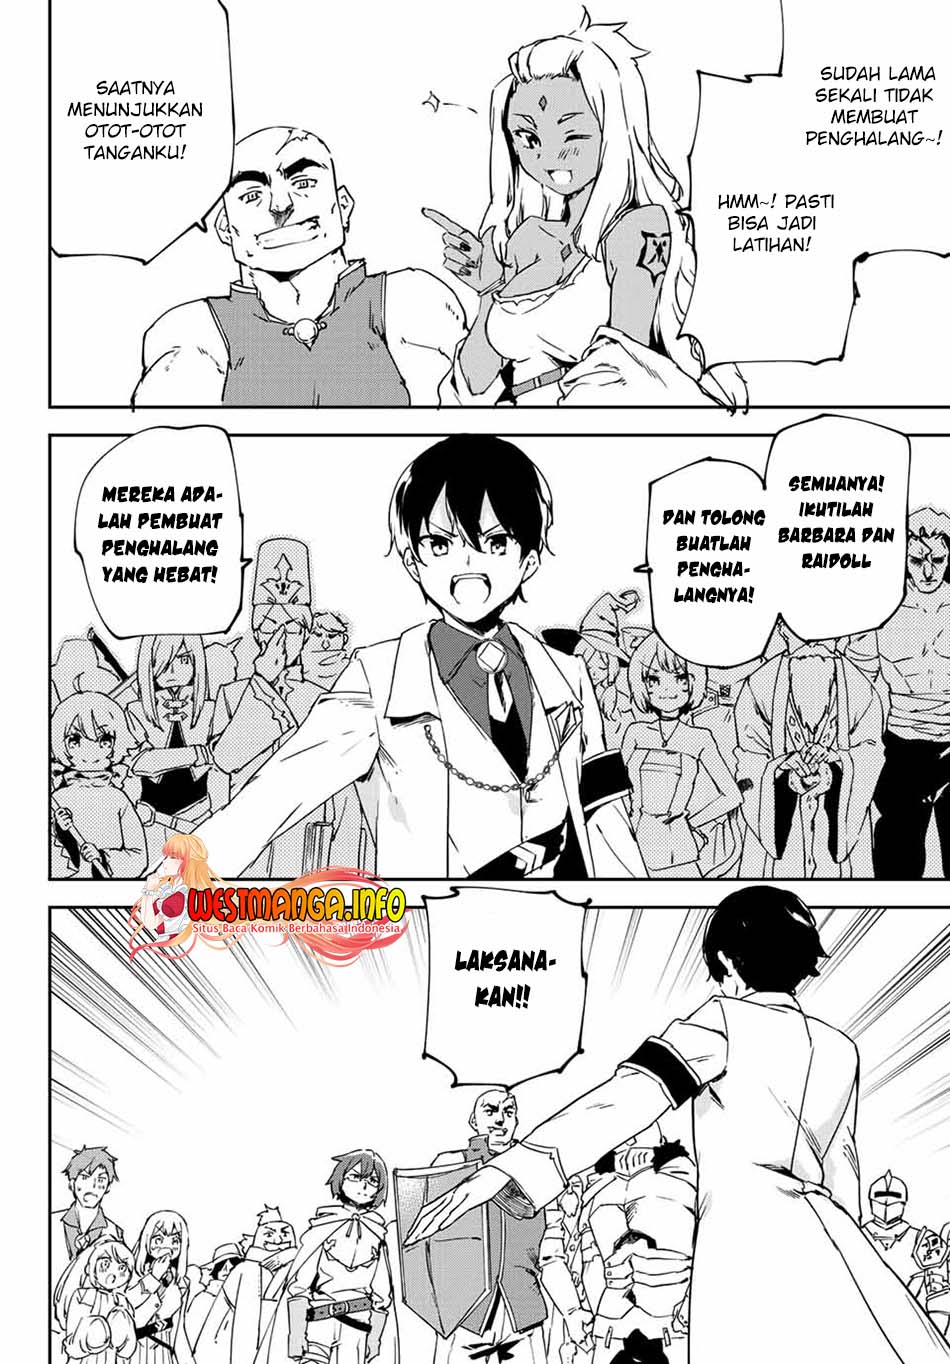 SUDAH LAMA
SEKALI TIDAK
MEMBUAT
PENGHALANG~!
HMM~! PASTI
BISA JADI
LATIHAN!
SAATNYA
MENUNJUKKAN
OTOT-OTOT
TANGANKU!
SEMUANYA!
IKUTILAH
BARBARA DAN
RAIDOLL
DAN TOLONG
BUATLAH
PENGHA-
LANGNYA!
MEREKA ADA-
LAH PEMBUAT
PENGHALANG
YANG HEBAT!
WESTMANGA.INFO
SITUS BACA KOMIK BERBAHASA INDONESIA
LAKSANA-
KAN!!